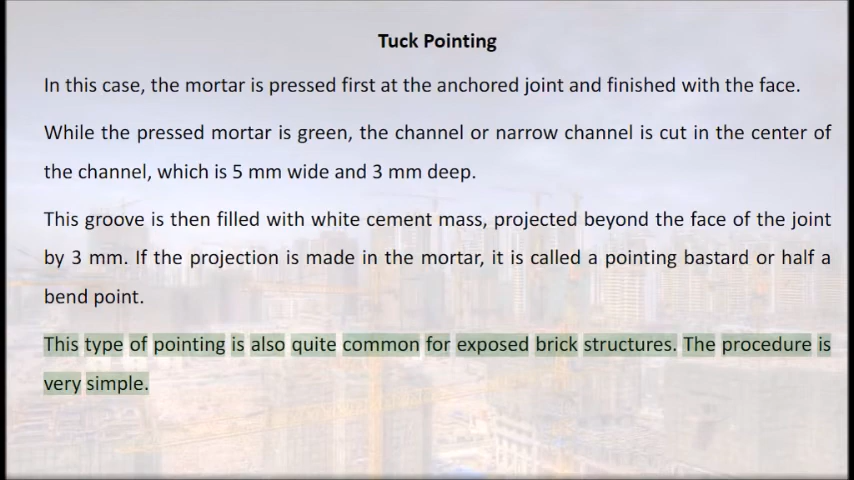 Tuck Pointing
In this case, the mortar is pressed first at the anchored joint and finished with the face.
While the pressed mortar is green, the channel or narrow channel is cut in the center of
the channel, which is 5 mm wide and 3 mm deep.
This groove is then filled with white cement mass, projected beyond the face of the joint
by 3 mm. If the projection is made in the mortar, it is called a pointing bastard or half a
bend point.
This type of pointing is also quite common for exposed brick structures. The procedure is
very simple.